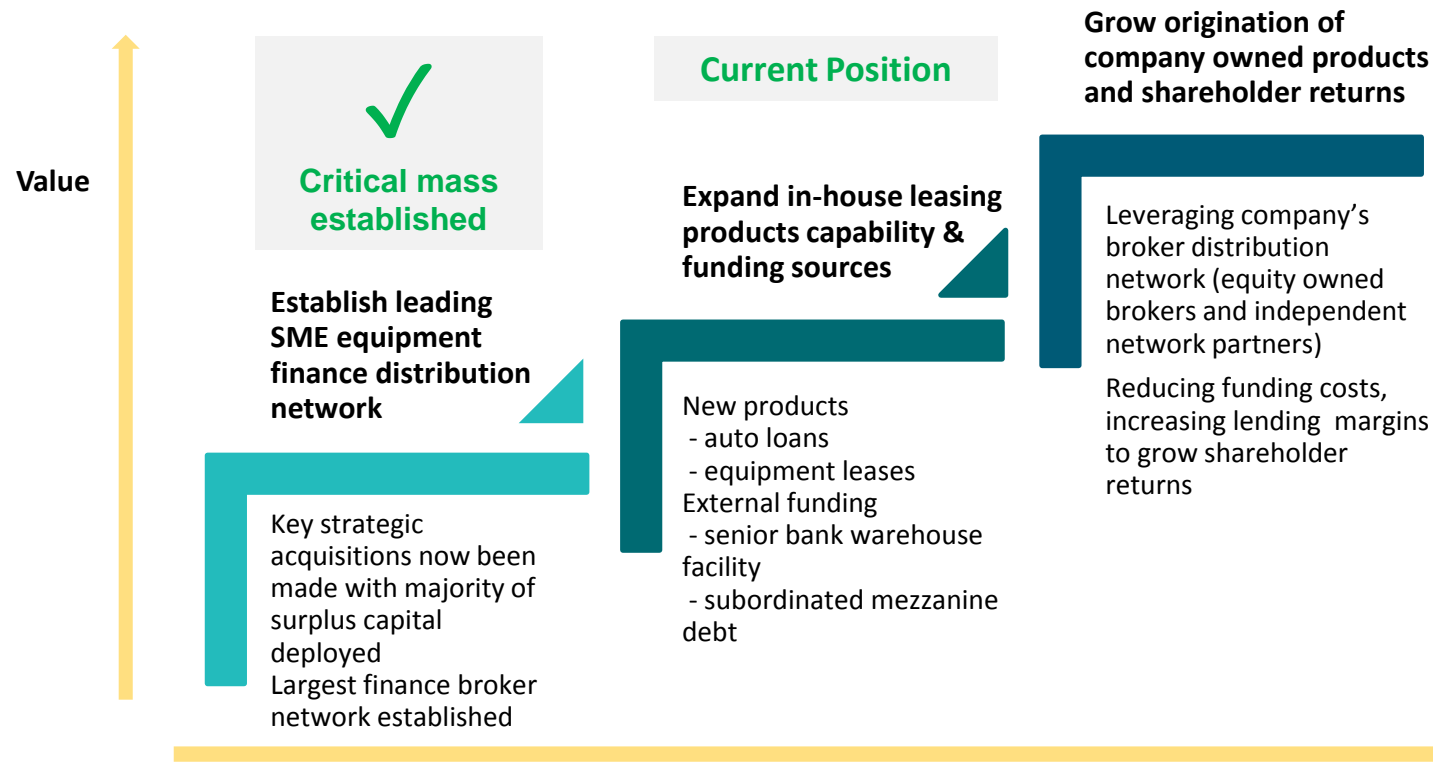 Value
✓
Critical mass
established
Establish leading
SME equipment
finance distribution
network
Key strategic
acquisitions now been
made with majority of
surplus capital
deployed
Largest finance broker
network established
Current Position
Expand in-house leasing
products capability &
funding sources
New products
- auto loans
- equipment leases
External funding
- senior bank warehouse
facility
- subordinated mezzanine
debt
Grow origination of
company owned products
and shareholder returns
Leveraging company’s
broker distribution
network (equity owned
brokers and independent
network partners)
Reducing funding costs,
increasing lending margins
to grow shareholder
returns